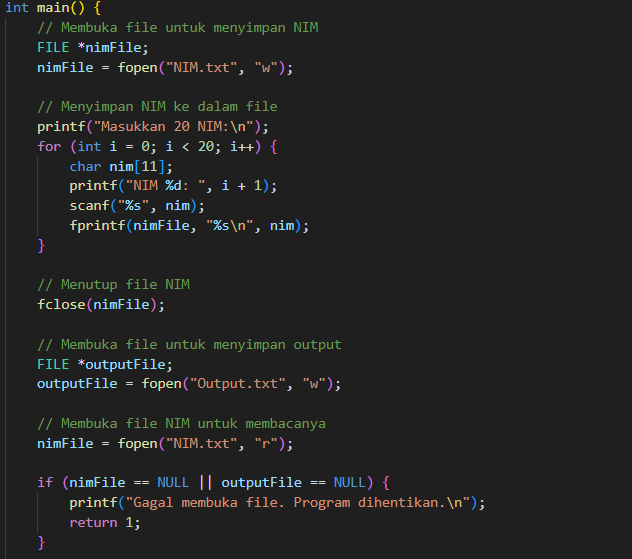 int main() {
    // Membuka file untuk menyimpan NIM
    FILE *nimFile;
    nimFile = fopen("NIM.txt", "w");

    // Menyimpan NIM ke dalam file
    printf("Masukkan 20 NIM:\n");
    for (int i = 0; i < 20; i++) {
        char nim[11];
        printf("NIM %d: ", i + 1);
        scanf("%s", nim);
        fprintf(nimFile, "%s\n", nim);
    }

    // Menutup file NIM
    fclose(nimFile);

    // Membuka file untuk menyimpan output
    FILE *outputFile;
    outputFile = fopen("Output.txt", "w");

    // Membuka file NIM untuk membacanya
    nimFile = fopen("NIM.txt", "r");

    if (nimFile == NULL || outputFile == NULL) {
        printf("Gagal membuka file. Program dihentikan.\n");
        return 1;
    }